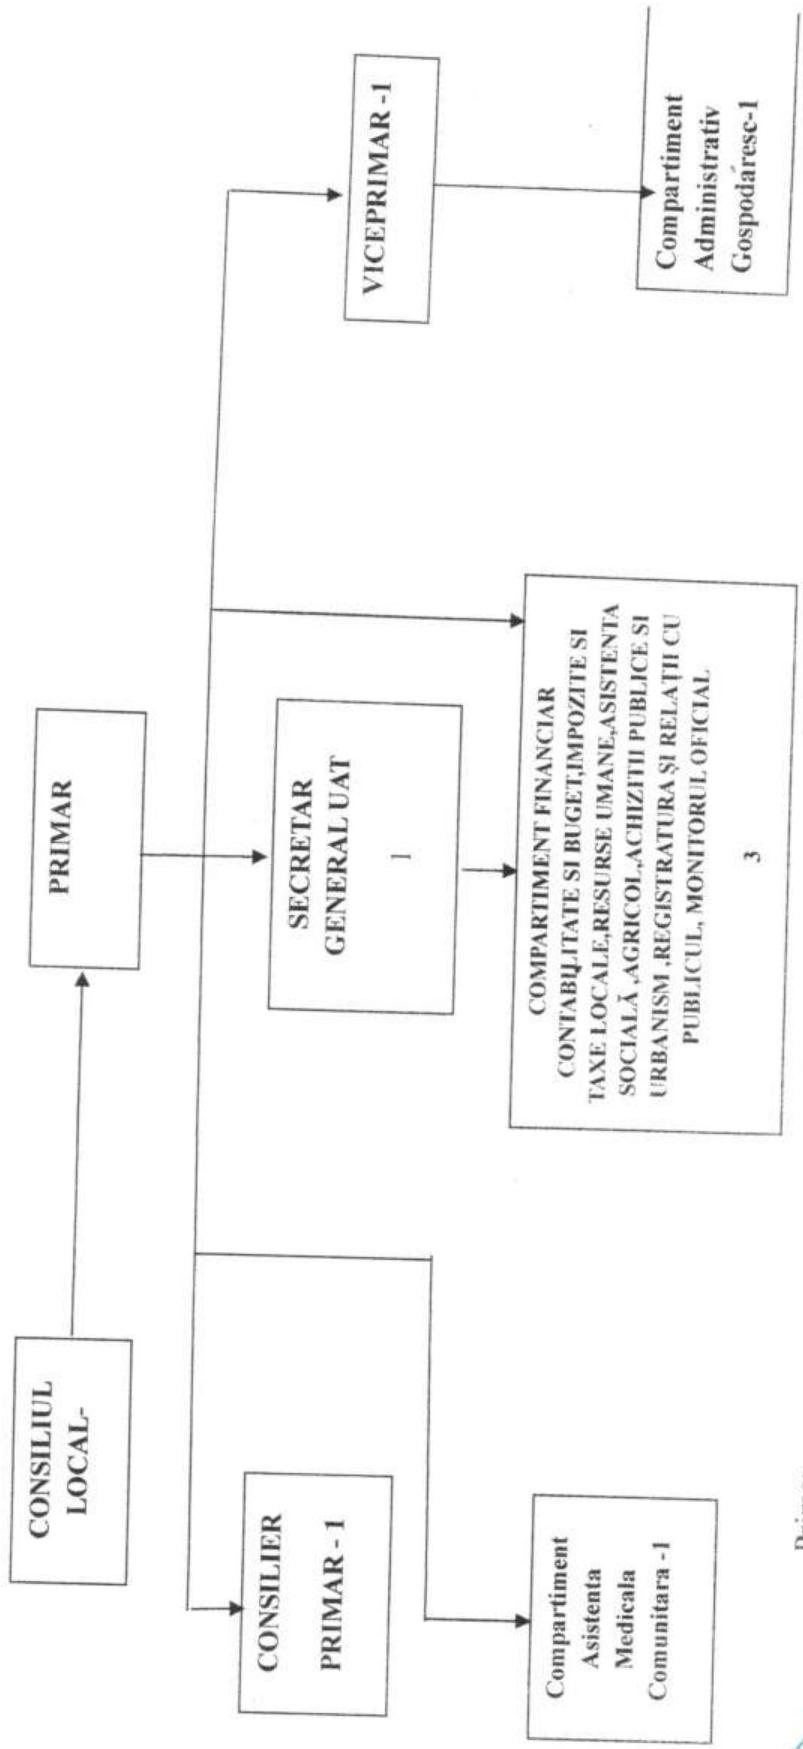 CONSILIUL
LOCAL-
PRIMAR
CONSILIER
PRIMAR - 1
SECRETAR
GENERAL UAT
1
VICEPRIMAR -1
Compartiment
Asistenta
Medicala
Comunitara -1
COMPARTIMENT FINANCIAR
CONTABILITATE SI BUGET,IMPOZITE SI
TAXE LOCALE,RESURSE UMANE,ASISTENTA
SOCIALĂ ,AGRICOL,ACHIZITII PUBLICE SI
URBANISM ,REGISTRATURA ȘI RELAȚII CU
PUBLICUL, MONITORUL OFICIAL
3
Compartiment
Administrativ
Gospodaresc-1